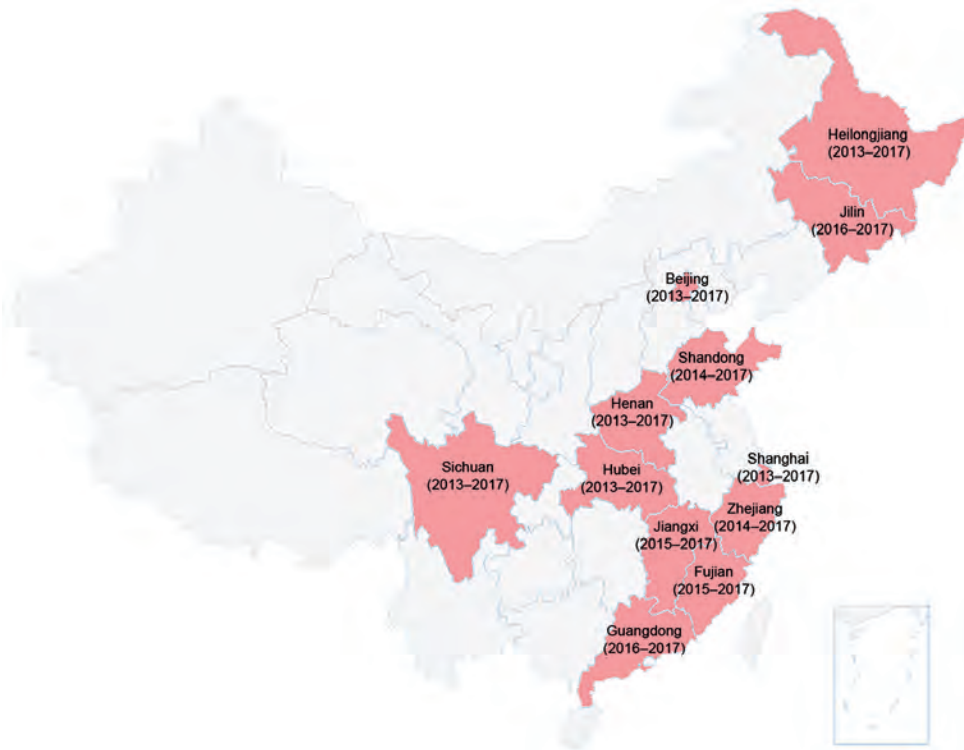 Heilongjiang
(2013–2017)
Jilin
(2016–2017)
Beijing
(2013–2017)
Shandong
(2014–2017)
Henan
(2013–2017)
Shanghai
(2013–2017)
Sichuan
(2013–2017)
Hubei
(2013–2017)
Zhejiang
(2014–2017)
Jiangxi
(2015–2017)
Fujian
(2015–2017)
Guangdong
(2016–2017)